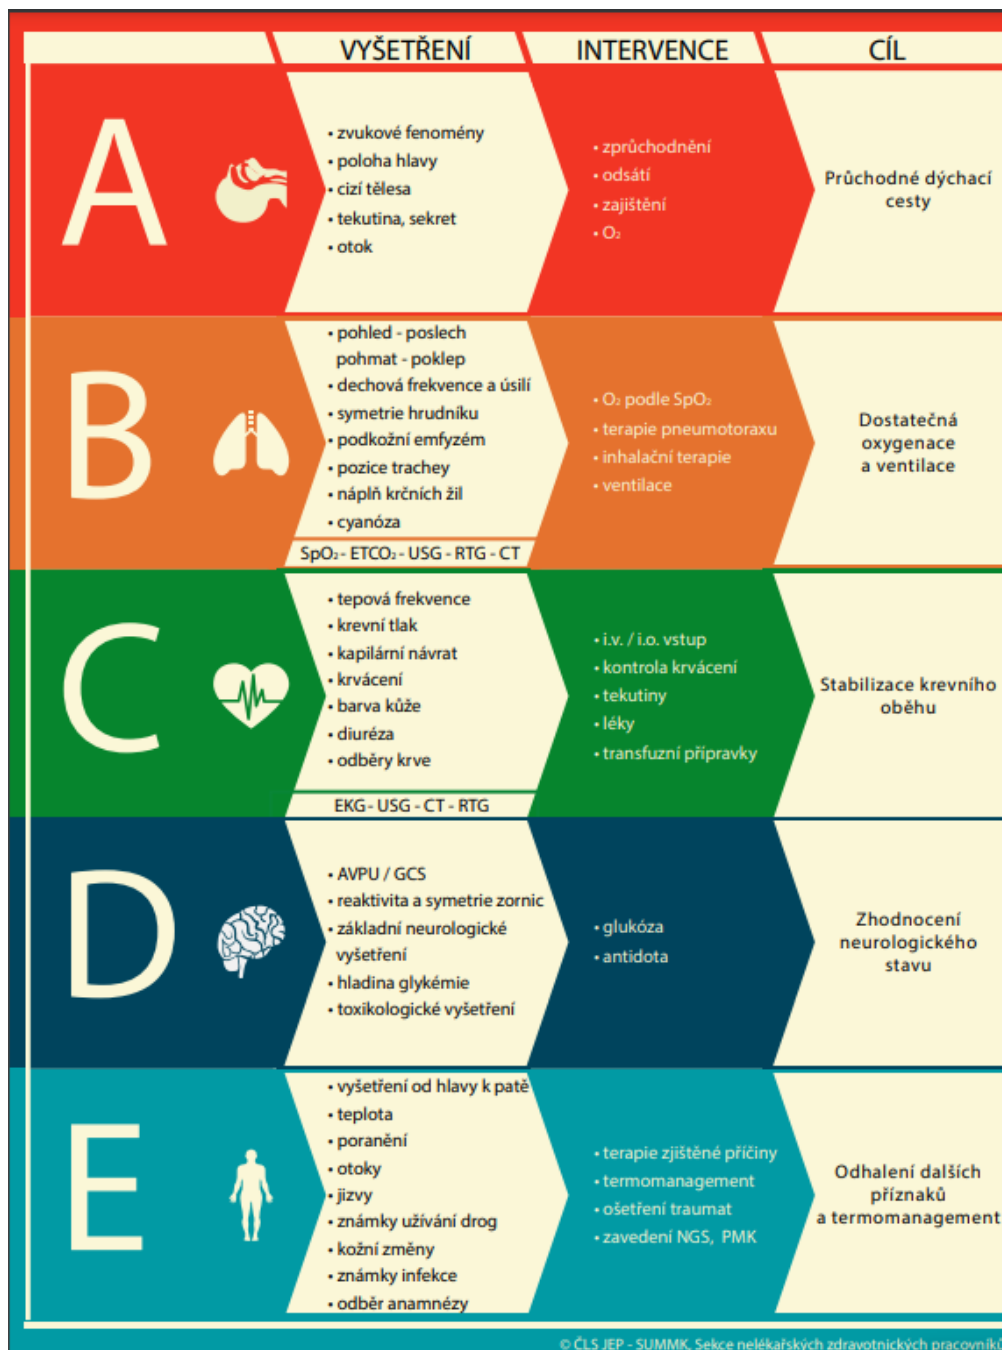 VYŠETŘENÍ
INTERVENCE
CÍL
A
• zvukové fenomény
• poloha hlavy
• cizí tělesa
• tekutina, sekret
• otok
• zprůchodnění
• odsátí
• zajištění
• O₂
Průchodné dýchací
cesty
B
• pohled - poslech
pohmat - poklep
• dechová frekvence a úsilí
• symetrie hrudníku
• podkožní emfyzém
• pozice trachey
• náplň krčních žil
• cyanóza
SpO₂ - ETCO₂ - USG - RTG - CT
• O₂ podle SpO₂
• terapie pneumotoraxu
• inhalační terapie
• ventilace
Dostatečná
oxygenace
a ventilace
C
• tepová frekvence
• krevní tlak
• kapilární návrat
• krvácení
• barva kůže
• diuréza
• odběry krve
EKG - USG - CT - RTG
• i.v. / i.o. vstup
• kontrola krvácení
• tekutiny
• léky
• transfuzní přípravky
Stabilizace krevního
oběhu
D
• AVPU / GCS
• reaktivita a symetrie zornic
• základní neurologické
vyšetření
• hladina glykémie
• toxikologické vyšetření
• glukóza
• antidota
Zhodnocení
neurologického
stavu
E
• vyšetření od hlavy k patě
• teplota
• poranění
• otoky
• jizvy
• známky užívání drog
• kožní změny
• známky infekce
• odběr anamnézy
• terapie zjištěné příčiny
• termomanagement
• ošetření traumat
• zavedení NGS, PMK
Odhalení dalších
příznaků
a termomanagement
© ČLS JEP - SUMMK, Sekce nelékařských zdravotnických pracovníků